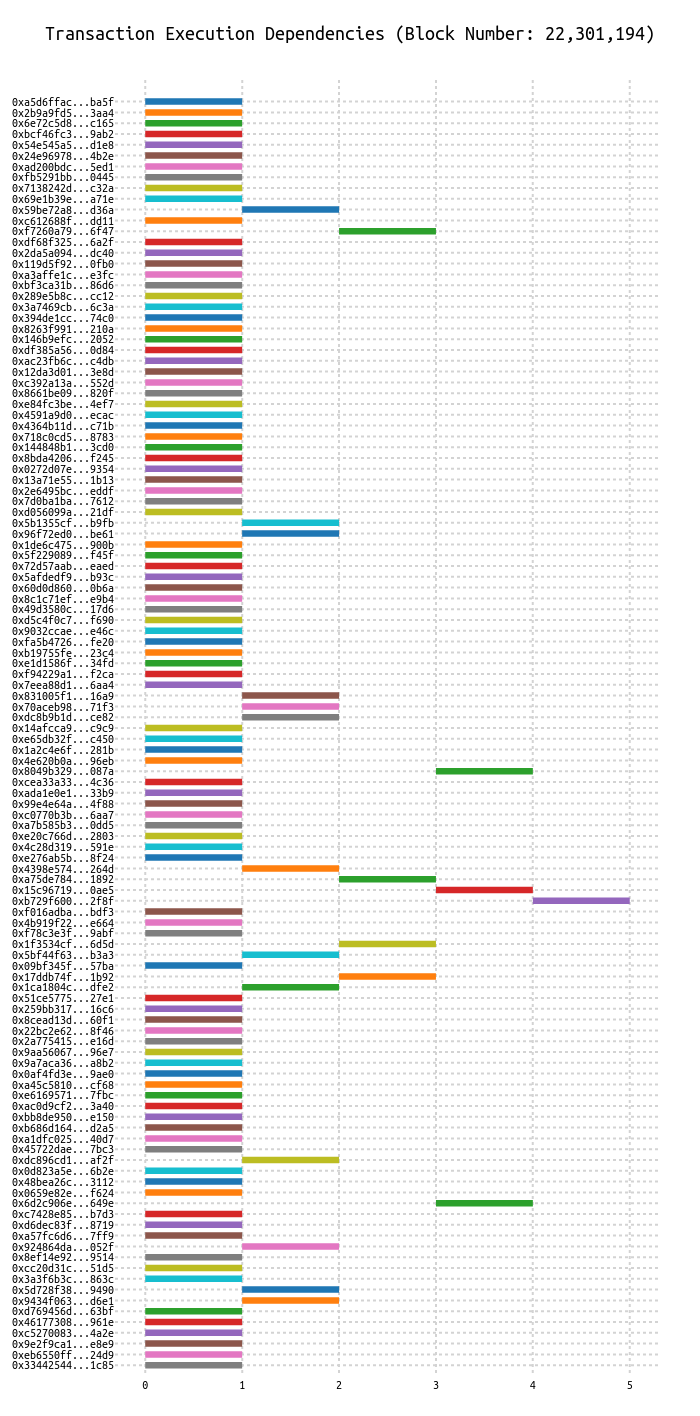 Transaction Execution Dependencies (Block Number: 22,301,194)
0xa5d6ffac...ba5f
0x2b9a9fd5...3aa4
0x6e72c5d8...c165
0xbcf46fc3...9ab2
0x54e545a5...d1e8
0x24e96978...4b2e
0xad200bdc...5ed1
0xfb5291bb...0445
0x7138242d...c32a
0x69e1b39e...a71e
0x59be72a8...d36a
0xc612688f...dd11
0xf7260a79...6f47
0xdf68f325...6a2f
0x2da5a094...dc40
0x119d5f92...0fb0
0xa3affe1c...e3fc
0xbf3ca31b...86d6
0x289e5b8c...cc12
0x3a7469cb...6c3a
0x394de1cc...74c0
0x8263f991...210a
0x146b9efc...2052
0xdf385a56...0d84
0xac23fb6c...c4db
0x12da3d01...3e8d
0xc392a13a...552d
0x8661be09...820f
0xe84fc3be...4ef7
0x4591a9d0...ecac
0x4364b11d...c71b
0x718c0cd5...8783
0x144848b1...3cd0
0x8bda4206...f245
0x0272d07e...9354
0x13a71e55...1b13
0x2e6495bc...eddf
0x7d0ba1ba...7612
0xd056099a...21df
0x5b1355cf...b9fb
0x96f72ed0...be61
0x1de6c475...900b
0x5f229089...f45f
0x72d57aab...eaed
0x5afdedf9...b93c
0x60d0d860...0b6a
0x8c1c71ef...e9b4
0x49d3580c...17d6
0xd5c4f0c7...f690
0x9032ccae...e46c
0xfa5b4726...fe20
0xb19755fe...23c4
0xe1d1586f...34fd
0xf94229a1...f2ca
0x7eea88d1...6aa4
0x831005f1...16a9
0x70aceb98...71f3
0xdc8b9b1d...ce82
0x14afcca9...c9c9
0xe65db32f...c450
0x1a2c4e6f...281b
0x4e620b0a...96eb
0x8049b329...087a
0xcea33a33...4c36
0xada1e0e1...33b9
0x99e4e64a...4f88
0xc0770b3b...6aa7
0xa7b585b3...0dd5
0xe20c766d...2803
0x4c28d319...591e
0xe276ab5b...8f24
0x4398e574...264d
0xa75de784...1892
0x15c96719...0ae5
0xb729f600...2f8f
0xf016adba...bdf3
0x4b919f22...e664
0xf78c3e3f...9abf
0x1f3534cf...6d5d
0x5bf44f63...b3a3
0x09bf345f...57ba
0x17ddb74f...1b92
0x1ca1804c...dfe2
0x51ce5775...27e1
0x259bb317...16c6
0x8cead13d...60f1
0x22bc2e62...8f46
0x2a775415...e16d
0x9aa56067...96e7
0x9a7aca36...a8b2
0x0af4fd3e...9ae0
0xa45c5810...cf68
0xe6169571...7fbc
0xac0d9cf2...3a40
0xbb8de950...e150
0xb686d164...d2a5
0xa1dfc025...40d7
0x45722dae...7bc3
0xdc896cd1...af2f
0x0d823a5e...6b2e
0x48bea26c...3112
0x0659e82e...f624
0x6d2c906e...649e
0xc7428e85...b7d3
0xd6dec83f...8719
0xa57fc6d6...7ff9
0x924864da...052f
0x8ef14e92...9514
0xcc20d31c...51d5
0x3a3f6b3c...863c
0x5d728f38...9490
0x9434f063...d6e1
0xd769456d...63bf
0x46177308...961e
0xc5270083...4a2e
0x9e2f9ca1...e8e9
0xeb6550ff...24d9
0x33442544...1c85
0 1 2 3 4 5